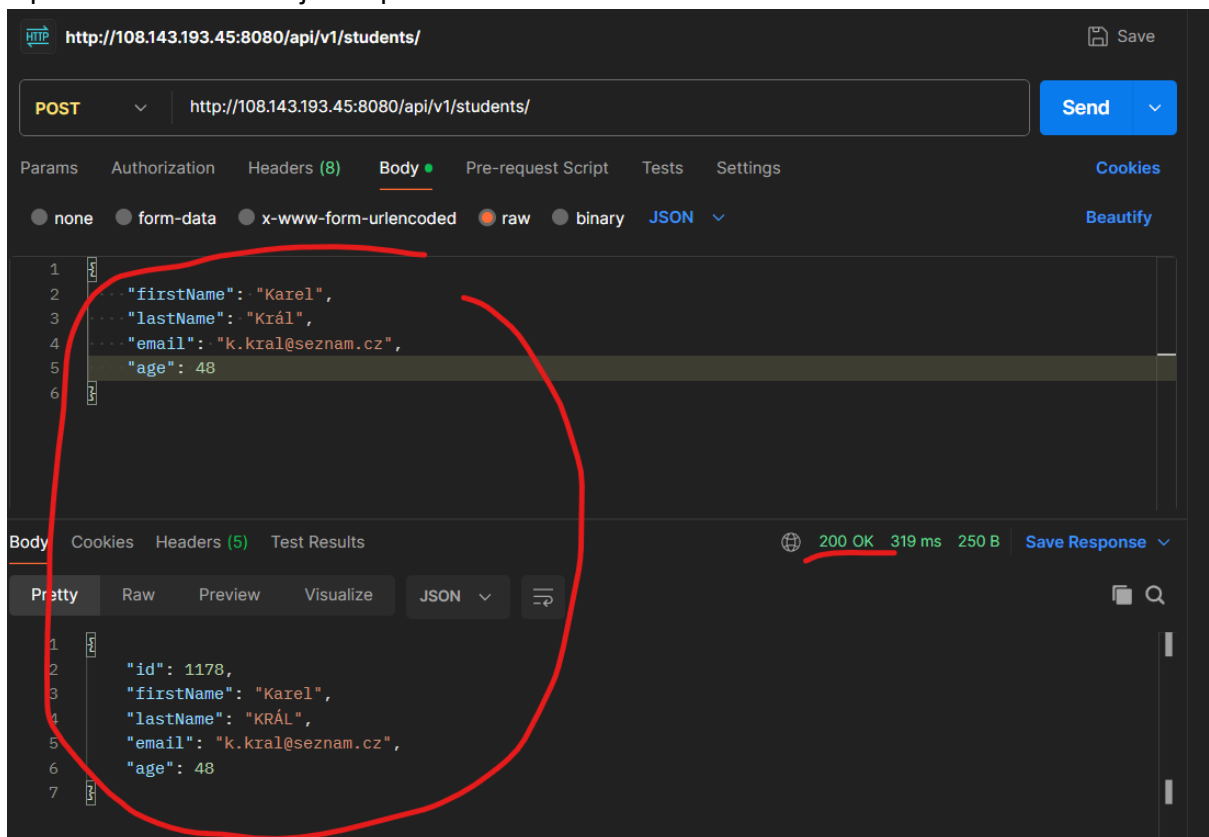 HTTP http://108.143.193.45:8080/api/v1/students/ Save
POST http://108.143.193.45:8080/api/v1/students/ Send
Params Authorization Headers (8) Body Pre-request Script Tests Settings Cookies
none form-data x-www-form-urlencoded raw binary JSON Beautify
1 {
2 "firstName": "Karel",
3 "lastName": "Král",
4 "email": "k.kral@seznam.cz",
5 "age": 48
6 }
Body Cookies Headers (5) Test Results 200 OK 319 ms 250 B Save Response
Pretty Raw Preview Visualize JSON
1 {
2 "id": 1178,
3 "firstName": "Karel",
4 "lastName": "KRÁL",
5 "email": "k.kral@seznam.cz",
6 "age": 48
7 }